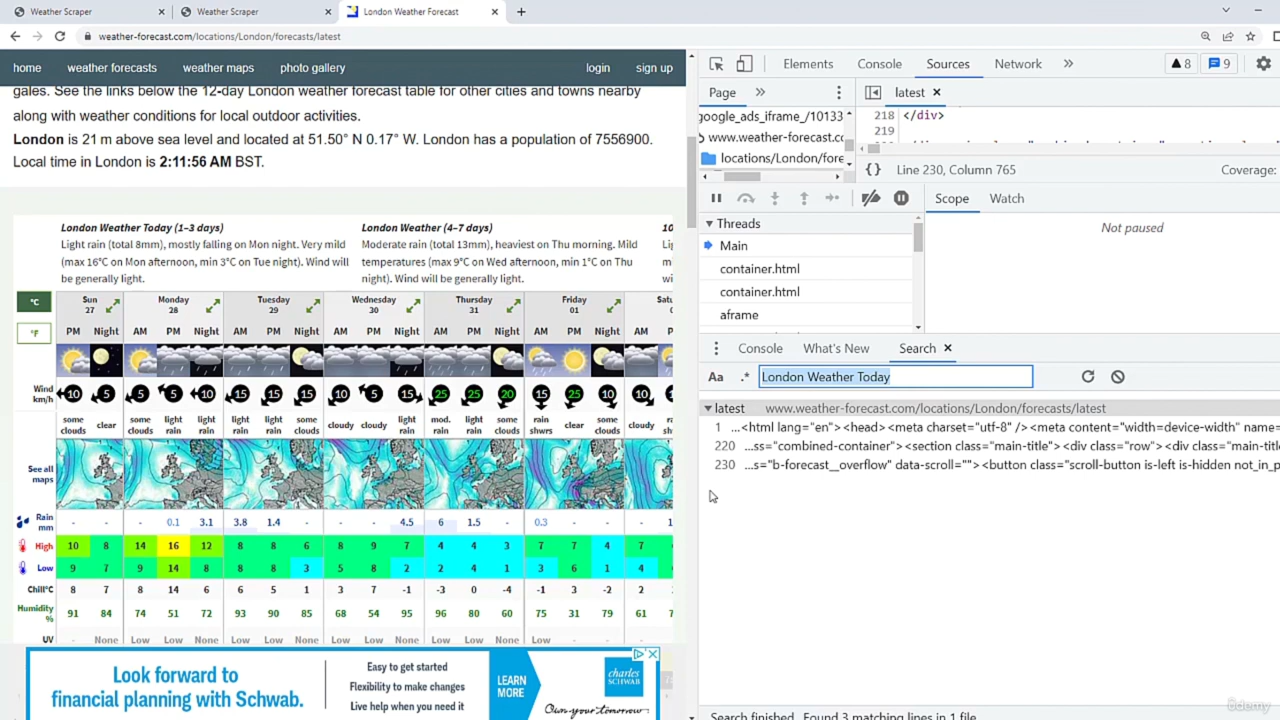 Weather Scraper
Weather Scraper
London Weather Forecast
weather-forecast.com/locations/London/forecasts/latest
home weather forecasts weather maps photo gallery login sign up
gales. See the links below the 12-day London weather forecast table for other cities and towns nearby
along with weather conditions for local outdoor activities.
London is 21 m above sea level and located at 51.50° N 0.17° W. London has a population of 7556900.
Local time in London is 2:11:56 AM BST.
London Weather Today (1–3 days)
Light rain (total 8mm), mostly falling on Mon night. Very mild
(max 16°C on Mon afternoon, min 3°C on Tue night). Wind will
be generally light.
London Weather (4–7 days)
Moderate rain (total 13mm), heaviest on Thu morning. Mild
temperatures (max 9°C on Wed afternoon, min 1°C on Thu
night). Wind will be generally light.
°C Sun Monday Tuesday Wednesday Thursday Friday
27 28 29 30 31 01
°F PM Night AM PM Night AM PM Night AM PM Night AM PM Night AM PM Night AM
Wind km/h 10 5 5 5 10 15 15 15 10 5 15 25 25 20 15 25 10 10
some clouds clear some clouds light rain light rain light rain light rain some clouds cloudy cloudy light rain mod. rain light rain some clouds rain shwrs clear some clouds cloudy
See all maps
Rain mm - - - 0.1 3.1 3.8 1.4 - - - 4.5 6 1.5 - 0.3 - - -
High 10 8 14 16 12 8 8 6 8 9 7 4 4 3 7 7 4 7
Low 9 7 9 14 8 8 8 3 5 8 2 2 4 1 3 6 1 4
Chill°C 8 7 8 14 6 6 5 1 3 7 -1 -3 0 -4 -1 3 -2 2
Humidity % 91 84 74 51 72 93 90 85 68 54 95 96 80 60 75 31 79 61
UV - None Low Low None Low Low None Low Low None Low Low None Low - - -
Look forward to
financial planning with Schwab.
Easy to get started
Flexibility to make changes
Live help when you need it
LEARN
MORE
charles
SCHWAB
Own your tomorrow
Elements Console Sources Network » 8 9
Page » latest
google_ads_iframe_/10133
www.weather-forecast.co
locations/London/fore
218 </div>
219
{} Line 230, Column 765 Coverage:
Scope Watch
Threads
Not paused
Main
container.html
container.html
aframe
Console What's New Search
Aa .* London Weather Today
latest www.weather-forecast.com/locations/London/forecasts/latest
1 …<html lang="en"><head><meta charset="utf-8" /><meta content="width=device-width" name=
220 …ss="combined-container"><section class="main-title"><div class="row"><div class="main-title
230 …s="b-forecast__overflow" data-scroll=""><button class="scroll-button is-left is-hidden not_in_p
Search finished. Found 3 matching lines in 1 file.
ûdemy